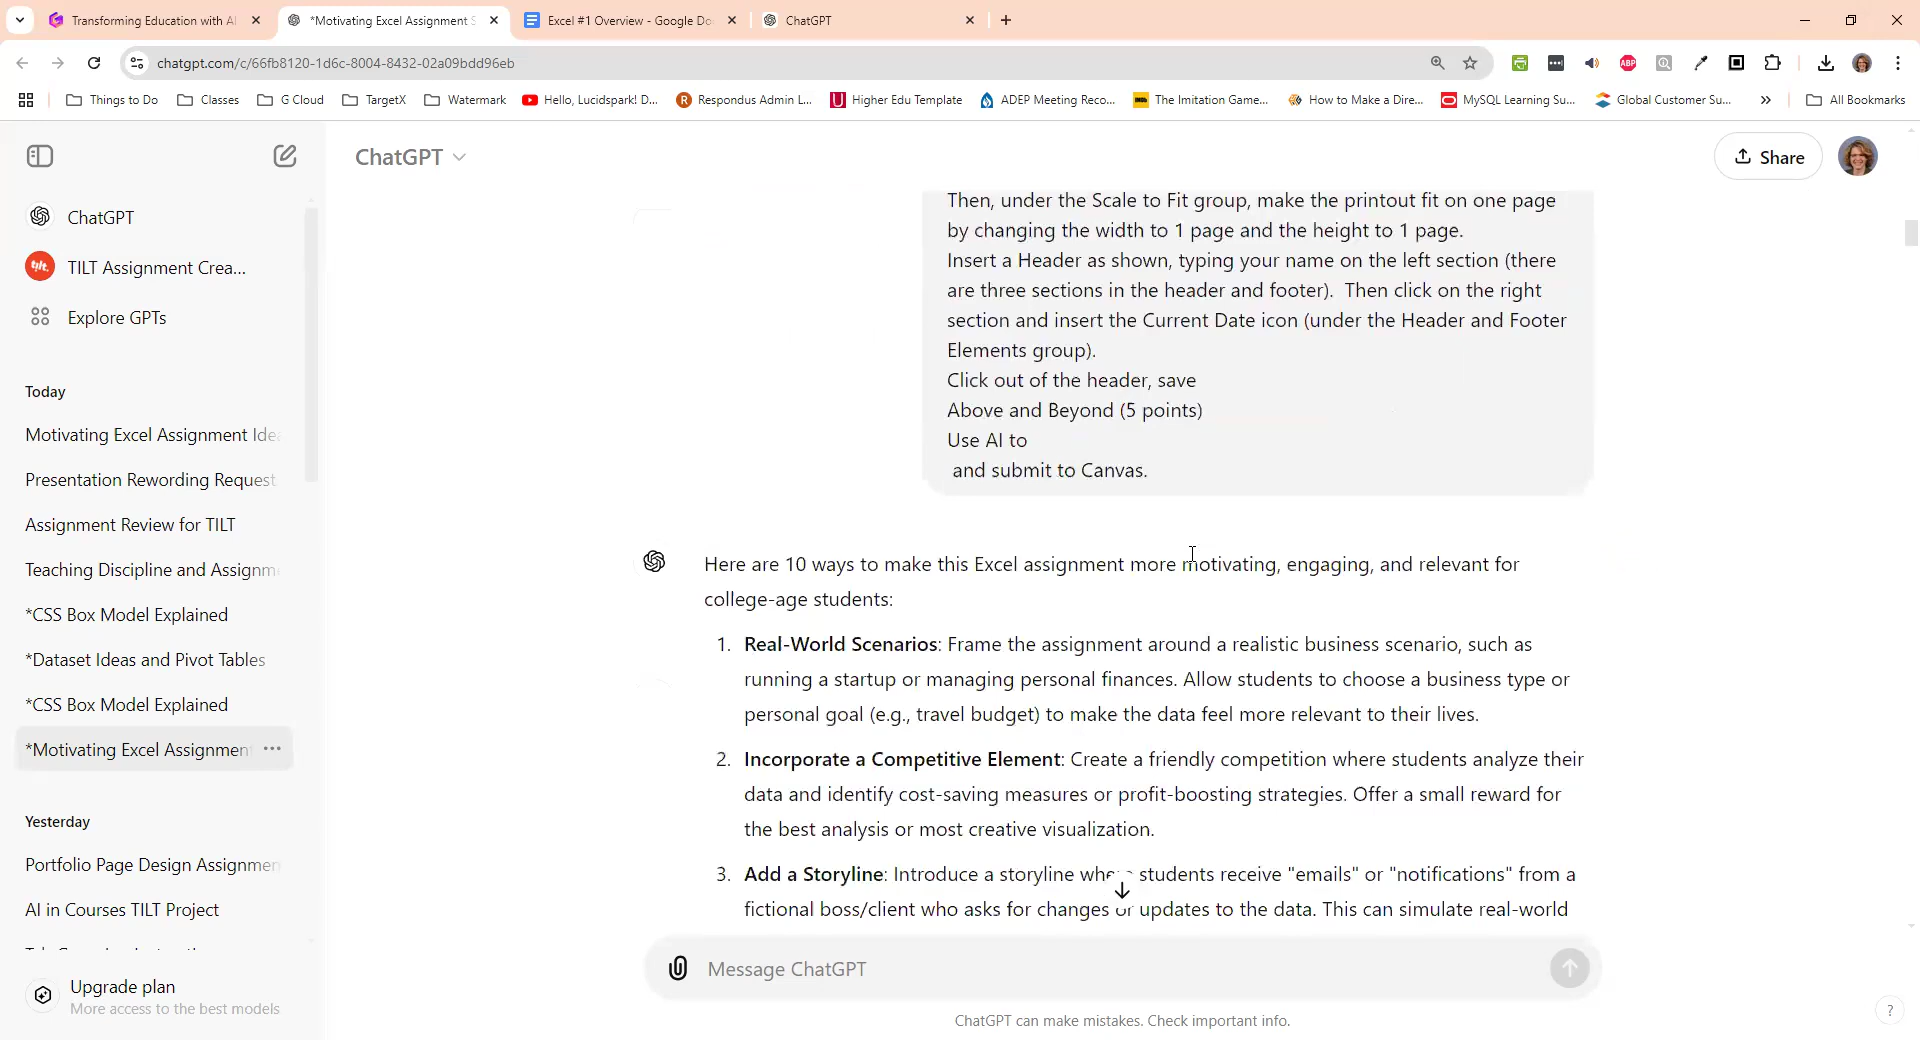 Transforming Education with AI
*Motivating Excel Assignment S
Excel #1 Overview - Google Do
ChatGPT
chatgpt.com/c/66fb8120-1d6c-8004-8432-02a09bdd96eb
ABP
Things to Do
Classes
G Cloud
TargetX
Watermark
Hello, Lucidspark! D...
Respondus Admin L...
Higher Edu Template
ADEP Meeting Reco...
The Imitation Game...
How to Make a Dire...
MySQL Learning Su...
Global Customer Su...
All Bookmarks
ChatGPT
Share
ChatGPT
tilt.
TILT Assignment Crea...
Explore GPTs
Today
Motivating Excel Assignment Idea
Presentation Rewording Request
Assignment Review for TILT
Teaching Discipline and Assignme
*CSS Box Model Explained
*Dataset Ideas and Pivot Tables
*CSS Box Model Explained
*Motivating Excel Assignment
Yesterday
Portfolio Page Design Assignmen
AI in Courses TILT Project
Upgrade plan
More access to the best models
Then, under the Scale to Fit group, make the printout fit on one page
by changing the width to 1 page and the height to 1 page.
Insert a Header as shown, typing your name on the left section (there
are three sections in the header and footer).  Then click on the right
section and insert the Current Date icon (under the Header and Footer
Elements group).
Click out of the header, save
Above and Beyond (5 points)
Use AI to
and submit to Canvas.
Here are 10 ways to make this Excel assignment more motivating, engaging, and relevant for
college-age students:
1. Real-World Scenarios: Frame the assignment around a realistic business scenario, such as
running a startup or managing personal finances. Allow students to choose a business type or
personal goal (e.g., travel budget) to make the data feel more relevant to their lives.
2. Incorporate a Competitive Element: Create a friendly competition where students analyze their
data and identify cost-saving measures or profit-boosting strategies. Offer a small reward for
the best analysis or most creative visualization.
3. Add a Storyline: Introduce a storyline where students receive "emails" or "notifications" from a
fictional boss/client who asks for changes or updates to the data. This can simulate real-world
Message ChatGPT
ChatGPT can make mistakes. Check important info.
?